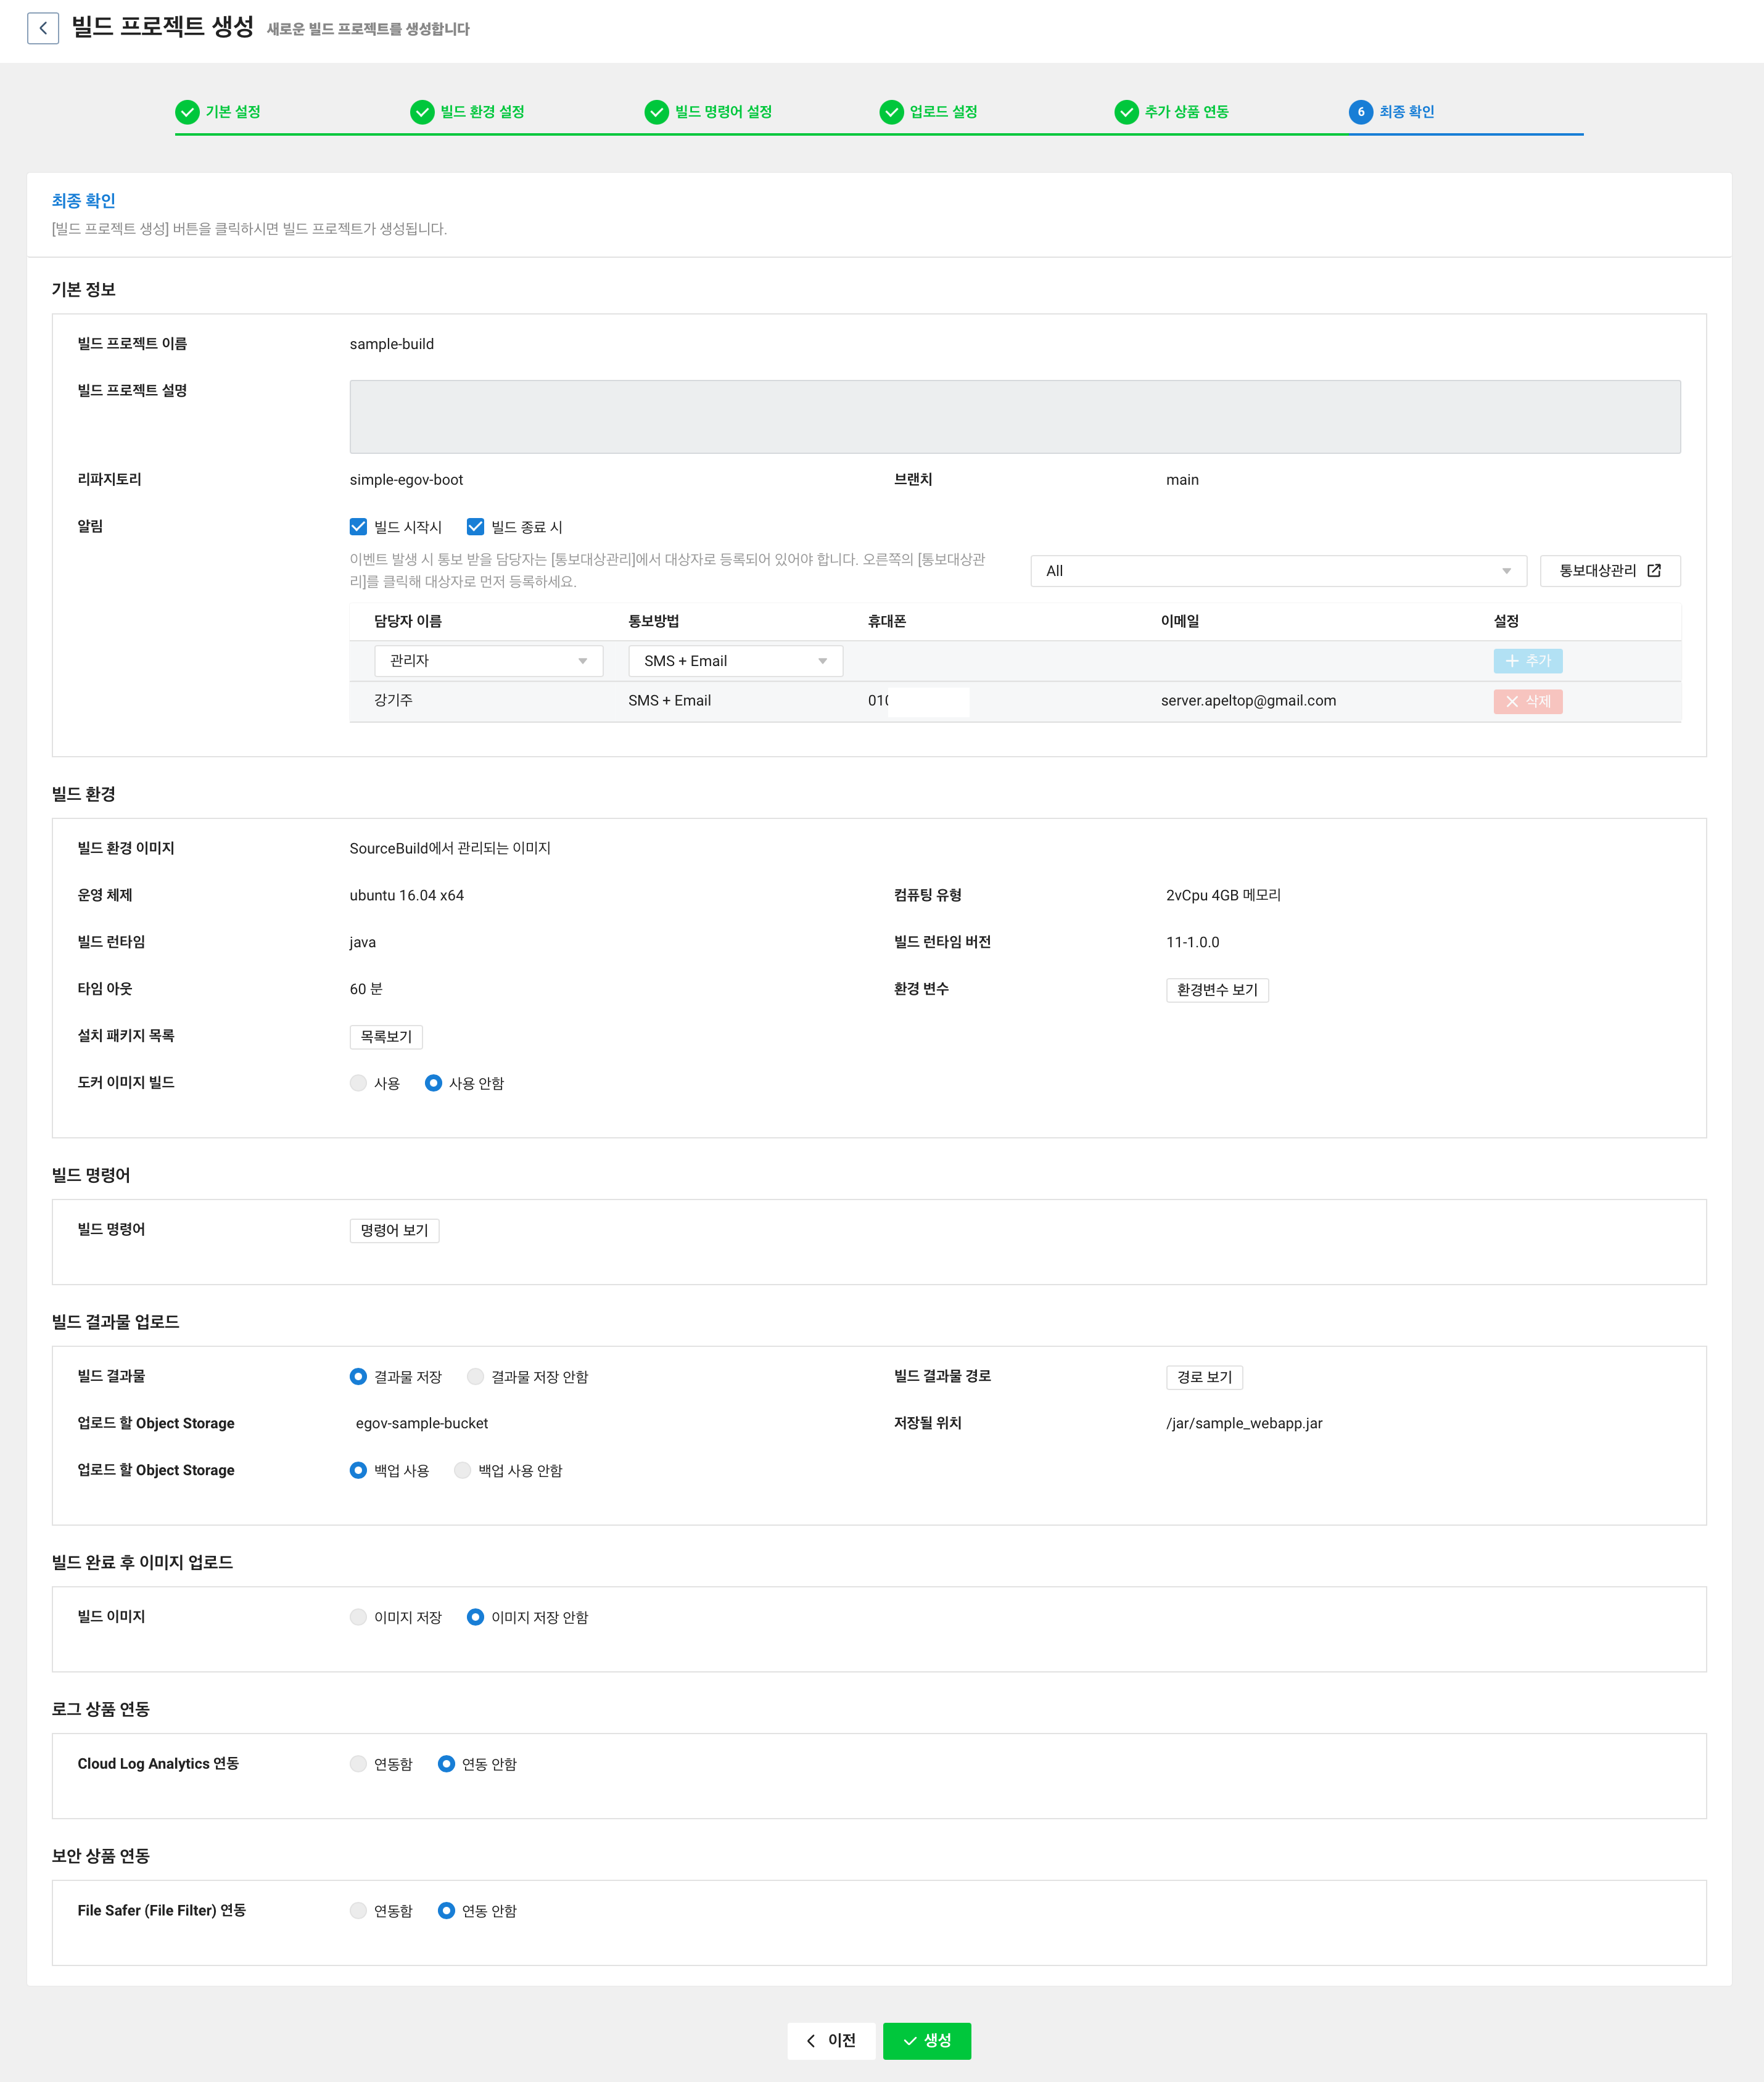 빌드 프로젝트 생성 새로운 빌드 프로젝트를 생성합니다
기본 설정 빌드 환경 설정 빌드 명령어 설정 업로드 설정 추가 상품 연동 6 최종 확인
최종 확인
[빌드 프로젝트 생성] 버튼을 클릭하시면 빌드 프로젝트가 생성됩니다.
기본 정보
빌드 프로젝트 이름 sample-build
빌드 프로젝트 설명
리파지토리 simple-egov-boot 브랜치 main
알림 빌드 시작시 빌드 종료 시
이벤트 발생 시 통보 받을 담당자는 [통보대상관리]에서 대상자로 등록되어 있어야 합니다. 오른쪽의 [통보대상관
리]를 클릭해 대상자로 먼저 등록하세요.
All 통보대상관리
담당자 이름 통보방법 휴대폰 이메일 설정
관리자 SMS + Email 추가
강기주 SMS + Email 010 server.apeltop@gmail.com 삭제
빌드 환경
빌드 환경 이미지 SourceBuild에서 관리되는 이미지
운영 체제 ubuntu 16.04 x64 컴퓨팅 유형 2vCpu 4GB 메모리
빌드 런타임 java 빌드 런타임 버전 11-1.0.0
타임 아웃 60 분 환경 변수 환경변수 보기
설치 패키지 목록 목록보기
도커 이미지 빌드 사용 사용 안함
빌드 명령어
빌드 명령어 명령어 보기
빌드 결과물 업로드
빌드 결과물 결과물 저장 결과물 저장 안함 빌드 결과물 경로 경로 보기
업로드 할 Object Storage egov-sample-bucket 저장될 위치 /jar/sample_webapp.jar
업로드 할 Object Storage 백업 사용 백업 사용 안함
빌드 완료 후 이미지 업로드
빌드 이미지 이미지 저장 이미지 저장 안함
로그 상품 연동
Cloud Log Analytics 연동 연동함 연동 안함
보안 상품 연동
File Safer (File Filter) 연동 연동함 연동 안함
이전 생성